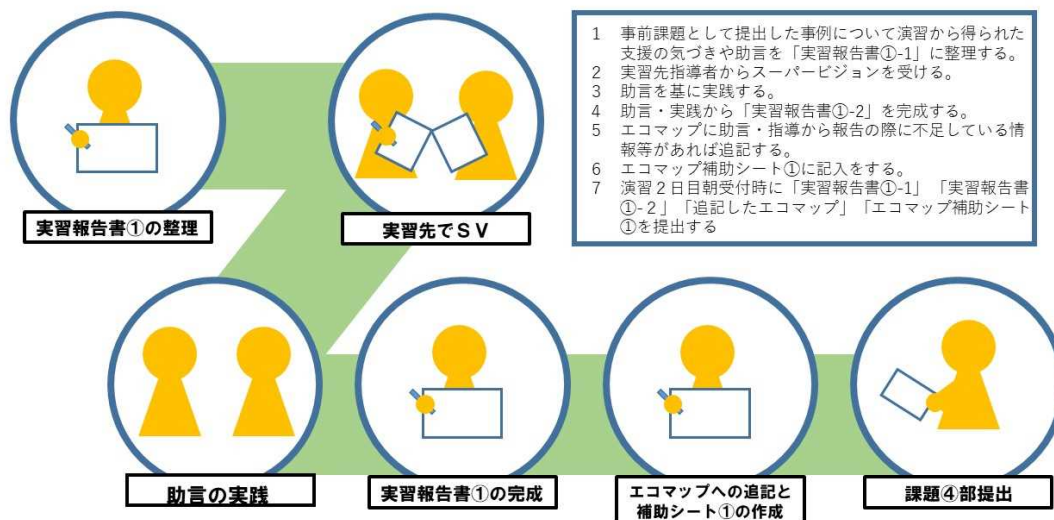 1 事前課題として提出した事例について演習から得られた
支援の気づきや助言を「実習報告書①-1」に整理する。
2 実習先指導者からスーパービジョンを受ける。
3 助言を基に実践する。
4 助言・実践から「実習報告書①-2」を完成する。
5 エコマップに助言・指導から報告の際に不足している情
報等があれば追記する。
6 エコマップ補助シート①に記入をする。
7 演習２日目朝受付時に「実習報告書①-1」「実習報告書
①-２」「追記したエコマップ」「エコマップ補助シート
①を提出する
実習報告書①の整理
実習先でＳＶ
助言の実践
実習報告書①の完成
エコマップへの追記と
補助シート①の作成
課題④部提出